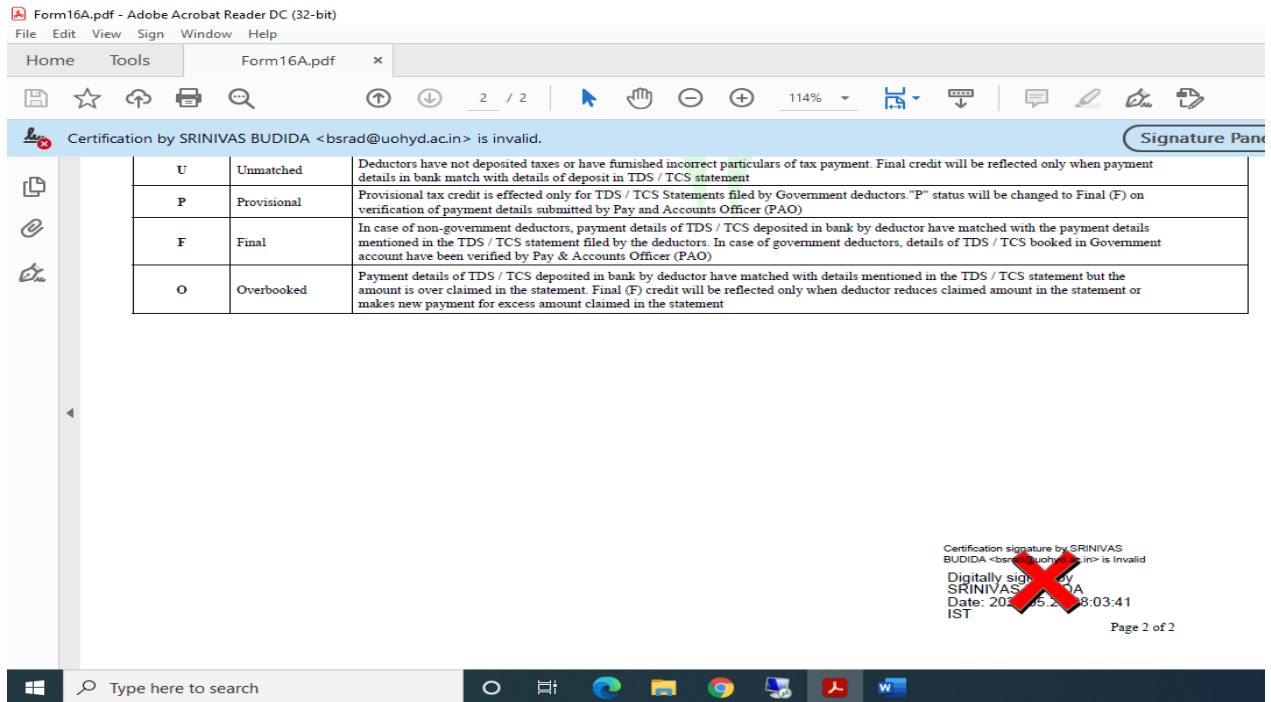 Form16A.pdf - Adobe Acrobat Reader DC (32-bit)
File Edit View Sign Window Help
Home Tools Form16A.pdf ×
2 / 2 114%
Certification by SRINIVAS BUDIDA <bsrad@uohyd.ac.in> is invalid. Signature Pane
U Unmatched Deductors have not deposited taxes or have furnished incorrect particulars of tax payment. Final credit will be reflected only when payment
details in bank match with details of deposit in TDS / TCS statement
P Provisional Provisional tax credit is effected only for TDS / TCS Statements filed by Government deductors."P" status will be changed to Final (F) on
verification of payment details submitted by Pay and Accounts Officer (PAO)
F Final In case of non-government deductors, payment details of TDS / TCS deposited in bank by deductor have matched with the payment details
mentioned in the TDS / TCS statement filed by the deductors. In case of government deductors, details of TDS / TCS booked in Government
account have been verified by Pay & Accounts Officer (PAO)
O Overbooked Payment details of TDS / TCS deposited in bank by deductor have matched with details mentioned in the TDS / TCS statement but the
amount is over claimed in the statement. Final (F) credit will be reflected only when deductor reduces claimed amount in the statement or
makes new payment for excess amount claimed in the statement
Certification signature by SRINIVAS
BUDIDA <bsrad@uohyd.ac.in> is Invalid
Digitally
SRINIVAS
Date: :03:41
IST
Page 2 of 2
Type here to search